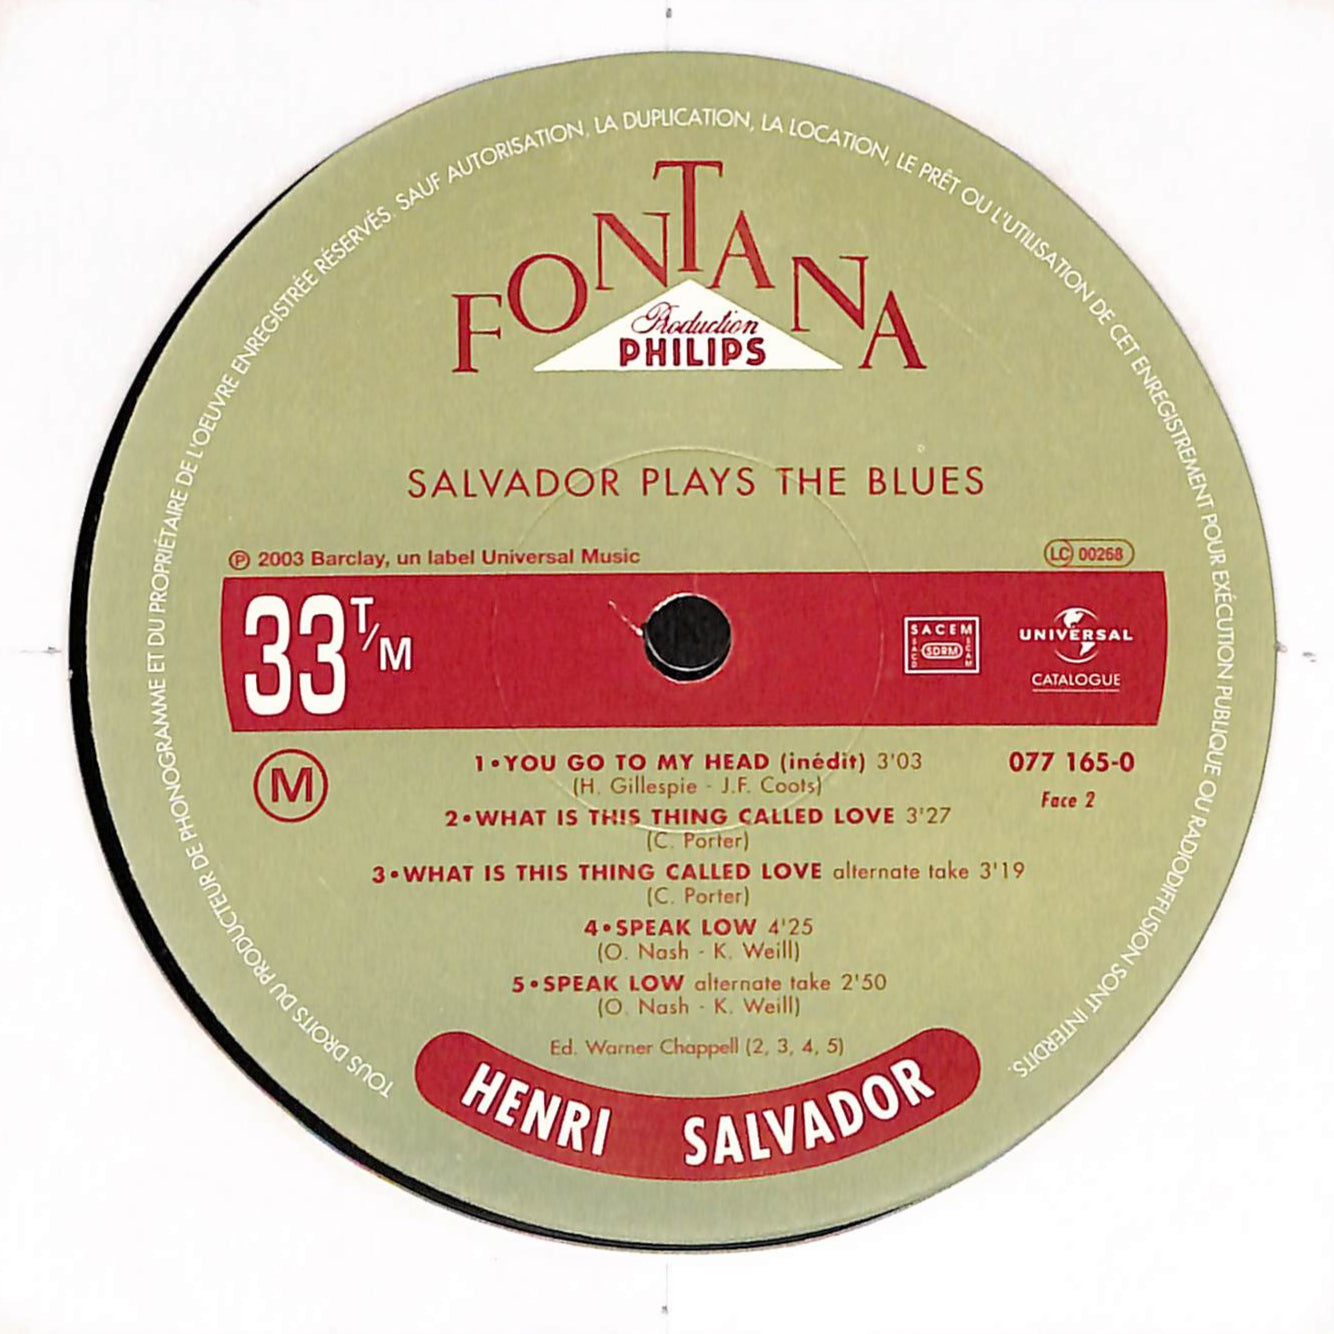 TOUS DROITS DU PRODUCTEUR DE PHONOGRAMME ET DU PROPRIÉTAIRE DE L'OEUVRE ENREGISTRÉE RÉSERVÉS. SAUF AUTORISATION, LA DUPLICATION, LA LOCATION, LE PRÊT OU L'UTILISATION DE CET ENREGISTREMENT POUR EXÉCUTION PUBLIQUE OU RADIODIFFUSION SONT INTERDITS.
FONTANA
Production
PHILIPS
SALVADOR PLAYS THE BLUES
℗ 2003 Barclay, un label Universal Music
LC 00268
33 T/M
SACEM
SACD SDRM SCAM
UNIVERSAL
CATALOGUE
M
1•YOU GO TO MY HEAD (inédit) 3'03
(H. Gillespie - J.F. Coots)
2•WHAT IS THIS THING CALLED LOVE 3'27
(C. Porter)
3•WHAT IS THIS THING CALLED LOVE alternate take 3'19
(C. Porter)
4•SPEAK LOW 4'25
(O. Nash - K. Weill)
5•SPEAK LOW alternate take 2'50
(O. Nash - K. Weill)
Ed. Warner Chappell (2, 3, 4, 5)
077 165-0
Face 2
HENRI SALVADOR